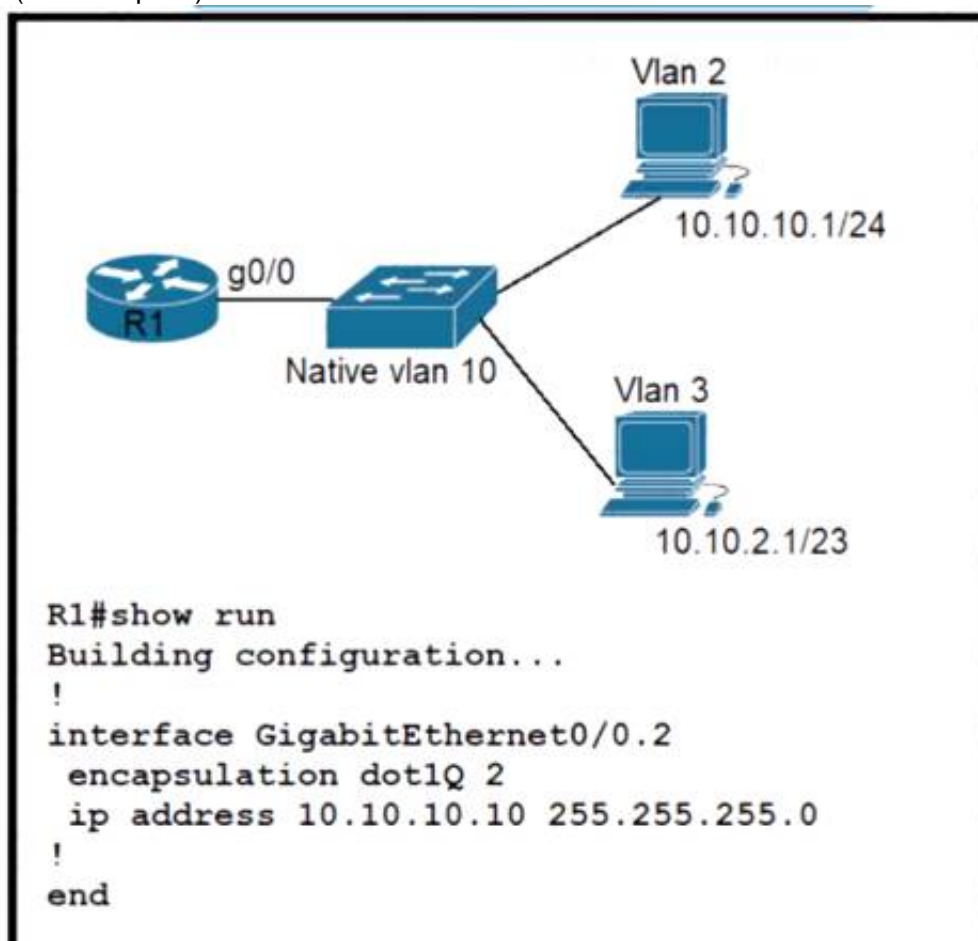 Vlan 2
10.10.10.1/24
g0/0
R1
Native vlan 10
Vlan 3
10.10.2.1/23
R1#show run
Building configuration...
!
interface GigabitEthernet0/0.2
encapsulation dot1Q 2
ip address 10.10.10.10 255.255.255.0
!
end